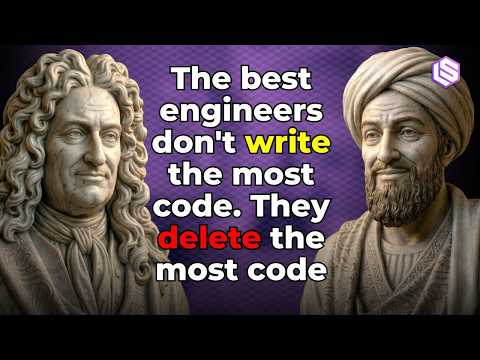 The best
engineers
don't write
the most
code. They
delete the
most code